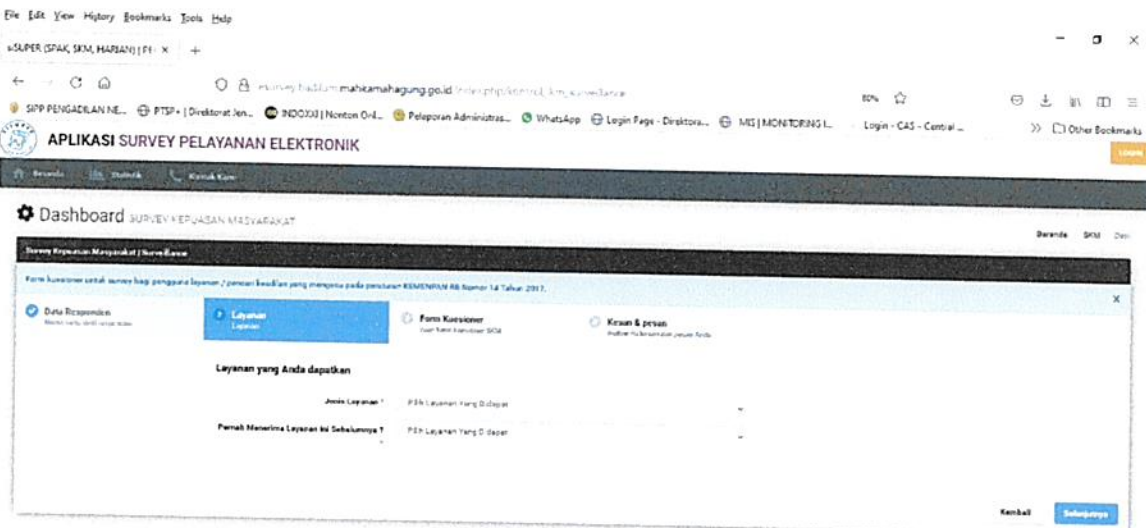 File Edit View History Bookmarks Tools Help
SUPER (SPAK, SKM, HARIAN) |
mahkamahagung.go.id 80%
SIPP PENGADILAN NE... PTSP+ | Direktorat Jen... INDOXXI | Nonton Onl... Pelaporan Administras... WhatsApp Login Page - Direktora... MIS | MONITORING I... Login - CAS - Central ... Other Bookmarks
APLIKASI SURVEY PELAYANAN ELEKTRONIK LOGIN
Beranda Statistik Kontak Kami
Dashboard SURVEY KEPUASAN MASYARAKAT
Beranda SKM
Survey Kepuasan Masyarakat | Surveillance
Form kuesioner untuk survey bagi pengguna layanan / pencari keadilan yang mengacu pada peraturan KEMENPAN RB Nomor 14 Tahun 2017.
Data Responden Layanan Form Kuesioner Kesan & pesan
Layanan
Layanan yang Anda dapatkan
Jenis Layanan * Pilih Layanan Yang Didapat
Pernah Menerima Layanan Ini Sebelumnya ? Pilih Layanan Yang Didapat
*
Kembali Selanjutnya